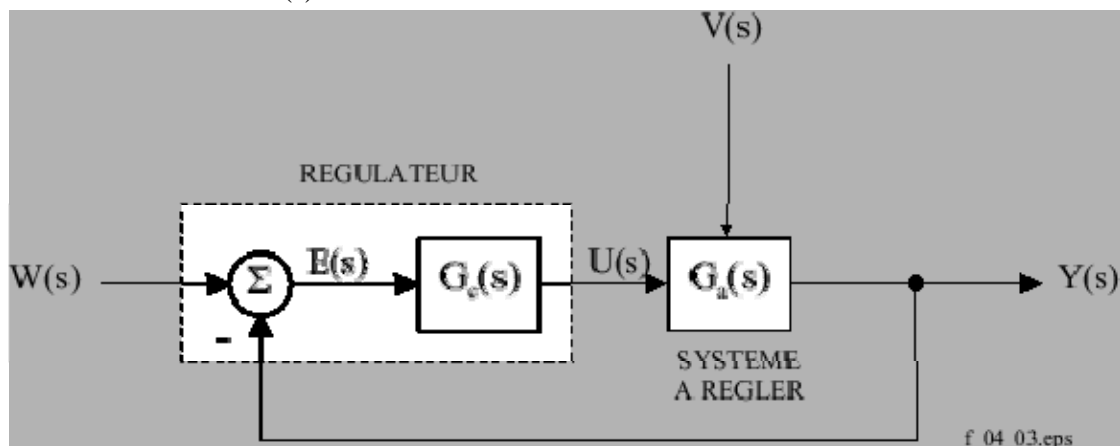 V(s)
REGULATEUR
W(s)
Σ
E(s)
G_c(s)
U(s)
G_a(s)
Y(s)
-
SYSTEME
A REGLER
f_04_03.eps